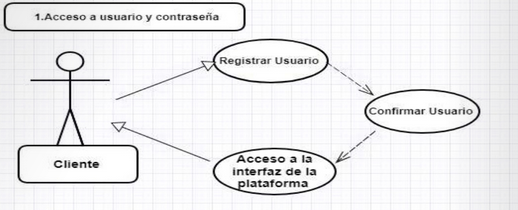 1.Acceso a usuario y contraseña
Registrar Usuario
Confirmar Usuario
Acceso a la
interfaz de la
plataforma
Cliente